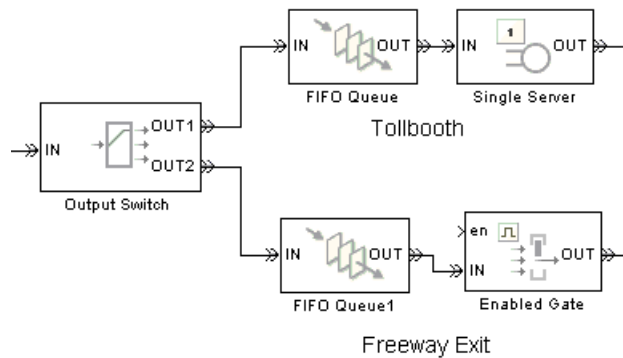 IN
OUT
FIFO Queue
IN
1
OUT
Single Server
Tollbooth
IN
OUT1
OUT2
Output Switch
IN
OUT
FIFO Queue1
en
IN
OUT
Enabled Gate
Freeway Exit